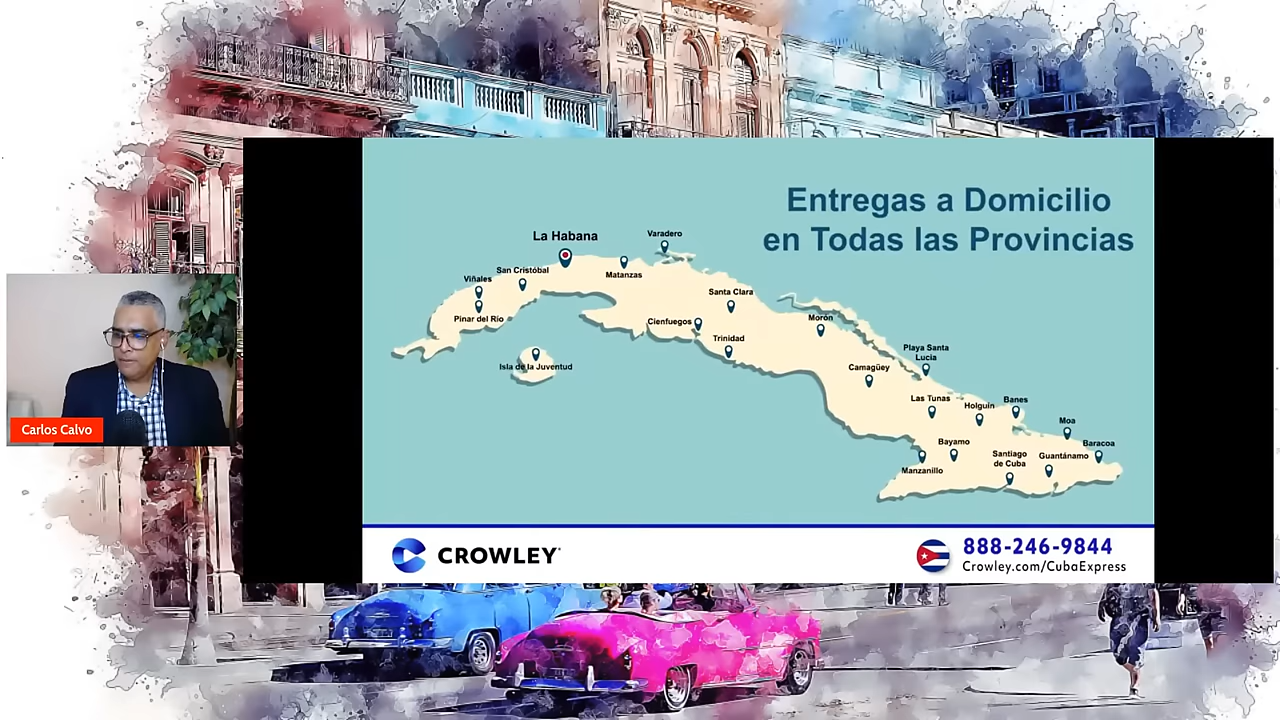 Entregas a Domicilio
en Todas las Provincias
La Habana
Varadero
San Cristóbal
Matanzas
Viñales
Pinar del Río
Santa Clara
Cienfuegos
Morón
Trinidad
Isla de la Juventud
Playa Santa
Lucia
Camagüey
Las Tunas
Holguín
Banes
Moa
Bayamo
Baracoa
Santiago
de Cuba
Guantánamo
Manzanillo
Carlos Calvo
CROWLEY
888-246-9844
Crowley.com/CubaExpress